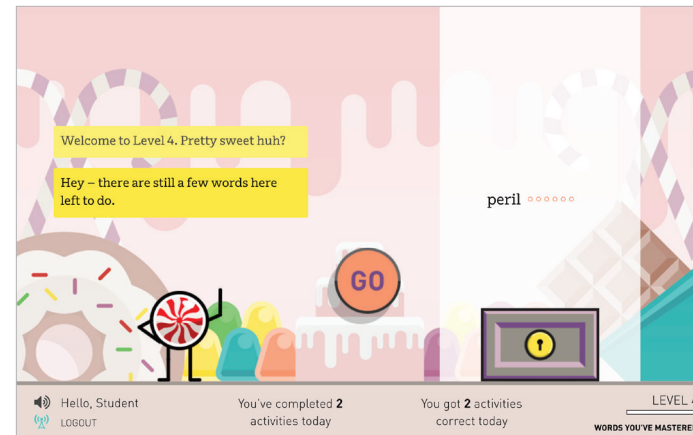 Welcome to Level 4. Pretty sweet huh?
Hey – there are still a few words here
left to do.
peril
GO
Hello, Student
LOGOUT
You've completed 2
activities today
You got 2 activities
correct today
LEVEL 4
WORDS YOU'VE MASTERE